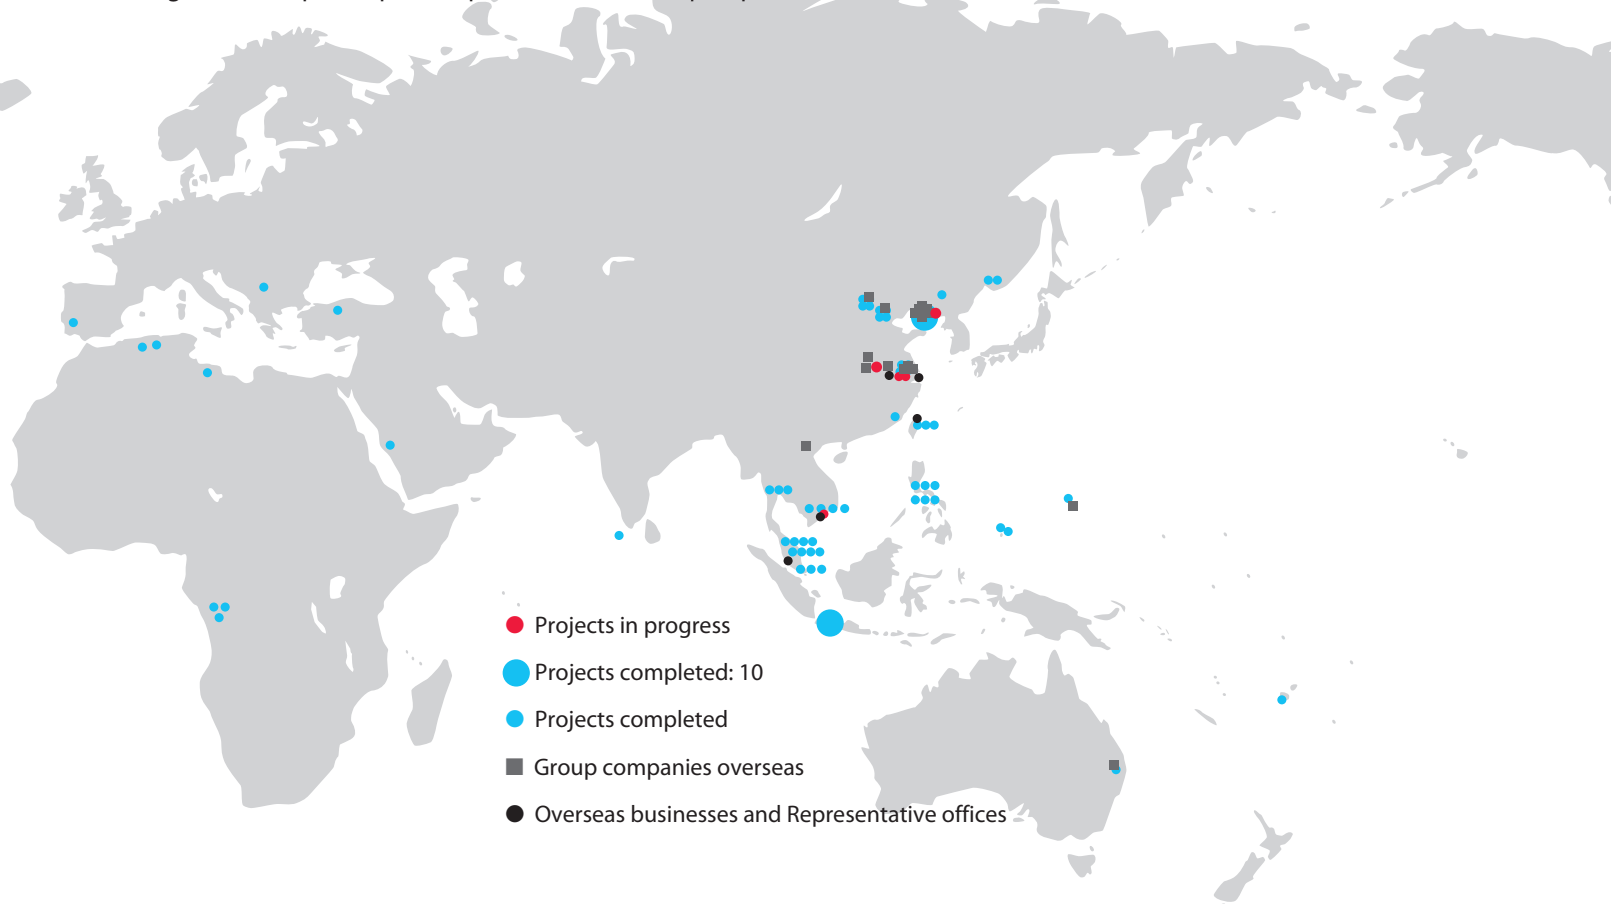 Projects in progress
Projects completed: 10
Projects completed
Group companies overseas
Overseas businesses and Representative offices